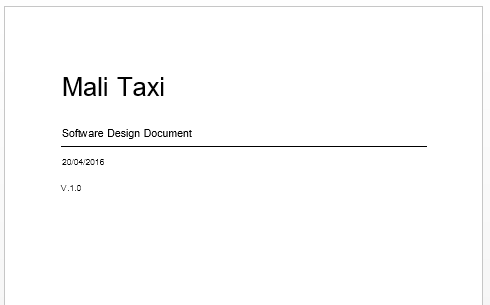 Mali Taxi
Software Design Document
20/04/2016
V.1.0